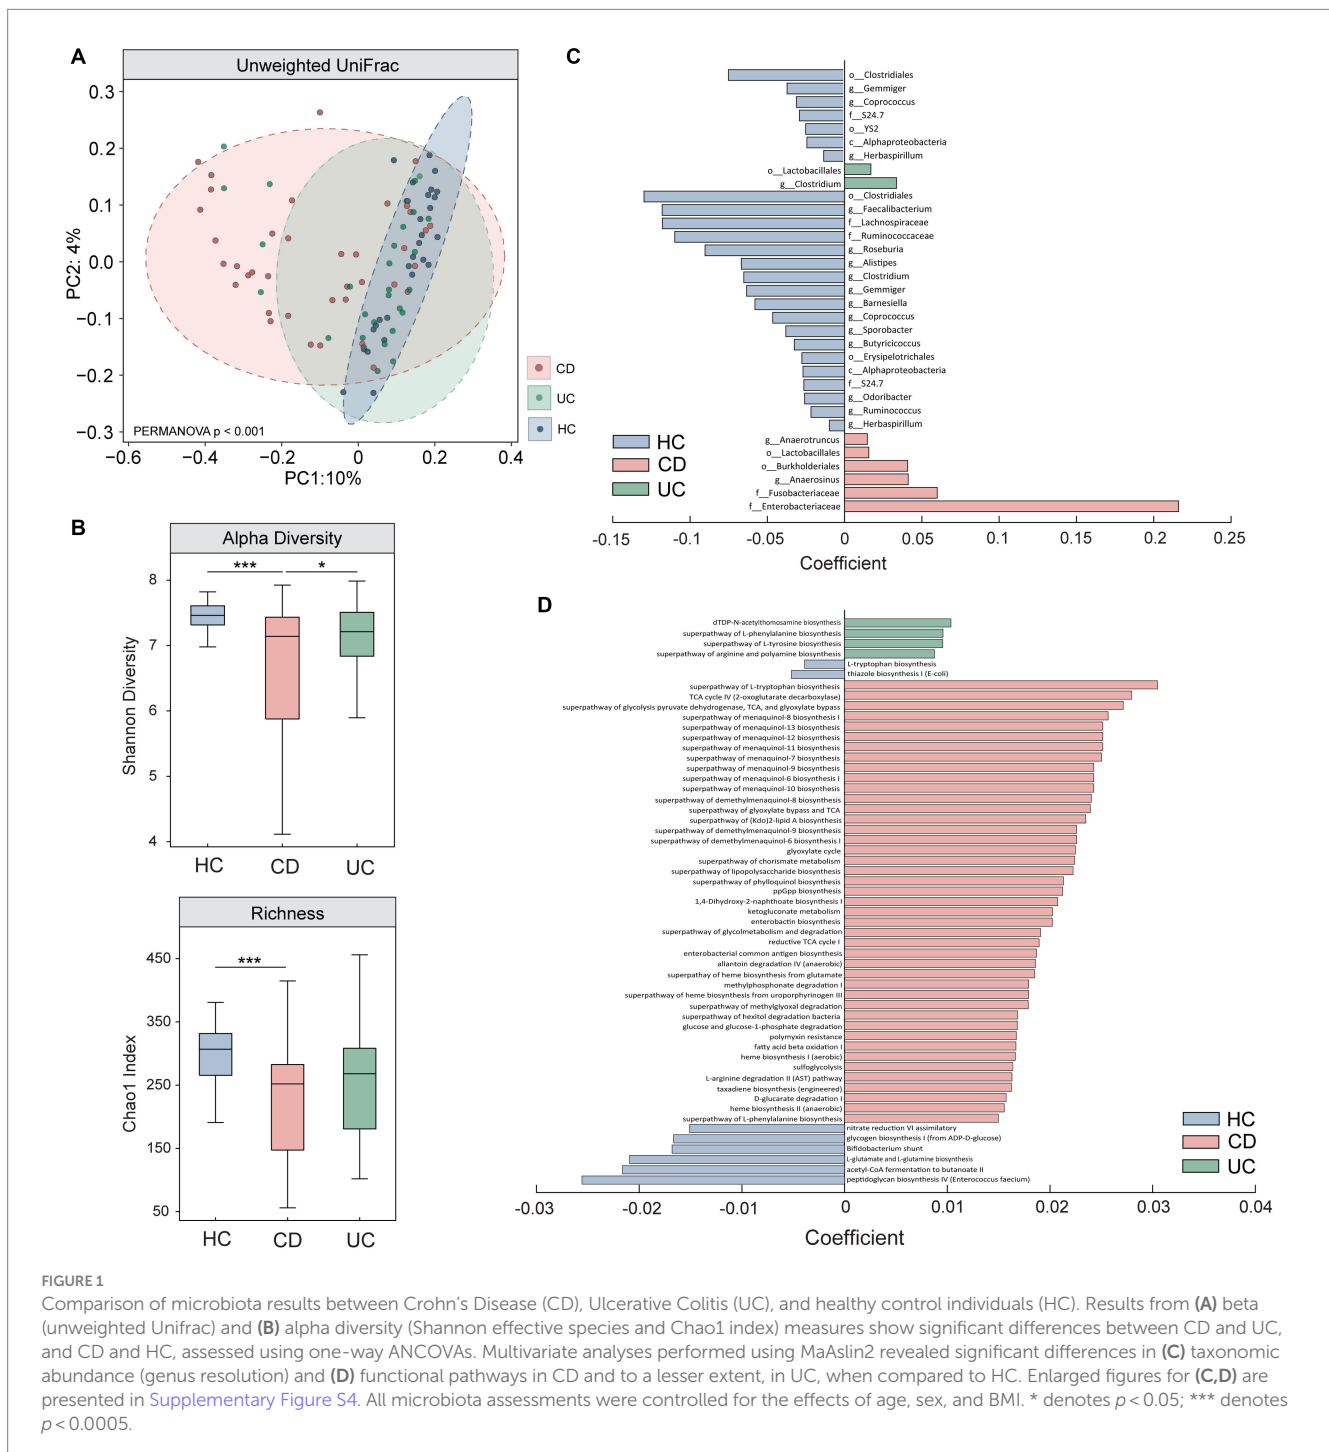 A
Unweighted UniFrac
0.3
0.2
0.1
0.0
−0.1
−0.2
−0.3
PC2: 4%
PERMANOVA p < 0.001
−0.6
−0.4
−0.2
0
0.2
0.4
PC1:10%
CD
UC
HC
B
Alpha Diversity
***
*
8
7
6
5
4
Shannon Diversity
HC
CD
UC
Richness
***
450
350
250
150
50
Chao1 Index
HC
CD
UC
C
o__Clostridiales
g__Gemmiger
g__Coprococcus
f__S24.7
o__YS2
c__Alphaproteobacteria
g__Herbaspirillum
o__Lactobacillales
g__Clostridium
o__Clostridiales
g__Faecalibacterium
f__Lachnospiraceae
f__Ruminococcaceae
g__Roseburia
g__Alistipes
g__Clostridium
g__Gemmiger
g__Barnesiella
g__Coprococcus
g__Sporobacter
g__Butyricicoccus
o__Erysipelotrichales
c__Alphaproteobacteria
f__S24.7
g__Odoribacter
g__Ruminococcus
g__Herbaspirillum
g__Anaerotruncus
o__Lactobacillales
o__Burkholderiales
g__Anaerosinus
f__Fusobacteriaceae
f__Enterobacteriaceae
HC
CD
UC
-0.15
-0.1
-0.05
0
0.05
0.1
0.15
0.2
0.25
Coefficient
D
dTDP-N-acetylthomosamine biosynthesis
superpathway of L-phenylalanine biosynthesis
superpathway of L-tyrosine biosynthesis
superpathway of arginine and polyamine biosynthesis
L-tryptophan biosynthesis
thiazole biosynthesis I (E-coli)
superpathway of L-tryptophan biosynthesis
TCA cycle IV (2-oxoglutarate decarboxylase)
superpathway of glycolysis pyruvate dehydrogenase, TCA, and glyoxylate bypass
superpathway of menaquinol-8 biosynthesis I
superpathway of menaquinol-13 biosynthesis
superpathway of menaquinol-12 biosynthesis
superpathway of menaquinol-11 biosynthesis
superpathway of menaquinol-7 biosynthesis
superpathway of menaquinol-9 biosynthesis
superpathway of menaquinol-6 biosynthesis I
superpathway of menaquinol-10 biosynthesis
superpathway of demethylmenaquinol-8 biosynthesis
superpathway of glyoxylate bypass and TCA
superpathway of (Kdo)2-lipid A biosynthesis
superpathway of demethylmenaquinol-9 biosynthesis
superpathway of demethylmenaquinol-6 biosynthesis I
glyoxylate cycle
superpathway of chorismate metabolism
superpathway of lipopolysaccharide biosynthesis
superpathway of phylloquinol biosynthesis
ppGpp biosynthesis
1,4-Dihydroxy-2-naphthoate biosynthesis I
ketogluconate metabolism
enterobactin biosynthesis
superpathway of glycolmetabolism and degradation
reductive TCA cycle I
enterobacterial common antigen biosynthesis
allantoin degradation IV (anaerobic)
superpathay of heme biosynthesis from glutamate
methylphosphonate degradation I
superpathway of heme biosynthesis from uroporphyrinogen III
superpathway of methylglyoxal degradation
superpathway of hexitol degradation bacteria
glucose and glucose-1-phosphate degradation
polymyxin resistance
fatty acid beta oxidation I
heme biosynthesis I (aerobic)
sulfoglycolysis
L-arginine degradation II (AST) pathway
taxadiene biosynthesis (engineered)
D-glucarate degradation I
heme biosynthesis II (anaerobic)
superpathway of L-phenylalanine biosynthesis
nitrate reduction VI assimilatory
glycogen biosynthesis I (from ADP-D-glucose)
Bifidobacterium shunt
L-glutamate and L-glutamine biosynthesis
acetyl-CoA fermentation to butanoate II
peptidoglycan biosynthesis IV (Enterococcus faecium)
HC
CD
UC
-0.03
-0.02
-0.01
0
0.01
0.02
0.03
0.04
Coefficient
FIGURE 1
Comparison of microbiota results between Crohn's Disease (CD), Ulcerative Colitis (UC), and healthy control individuals (HC). Results from (A) beta
(unweighted Unifrac) and (B) alpha diversity (Shannon effective species and Chao1 index) measures show significant differences between CD and UC,
and CD and HC, assessed using one-way ANCOVAs. Multivariate analyses performed using MaAslin2 revealed significant differences in (C) taxonomic
abundance (genus resolution) and (D) functional pathways in CD and to a lesser extent, in UC, when compared to HC. Enlarged figures for (C,D) are
presented in Supplementary Figure S4. All microbiota assessments were controlled for the effects of age, sex, and BMI. * denotes p < 0.05; *** denotes
p < 0.0005.